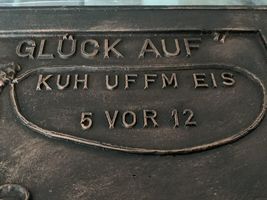 GLÜCK AUF
KUH UFFM EIS
5 VOR 12